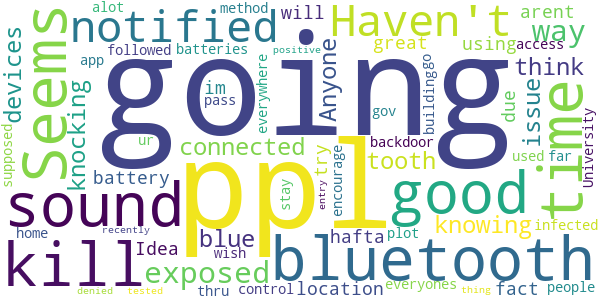 alot method will arent
notified Haven't way
Seems going
followed batteries great using access
devices app im Anyone think
pass everywhere positive
knocking ur gov buildinggo due issue time University
connected try tooth backdoor used far
supposed battery stay entry encourage
sound ppl good
blue hafta plot knowing infected
home recently Idea wish bluetooth
kill exposed location fact people
denied tested thru control everyones thing